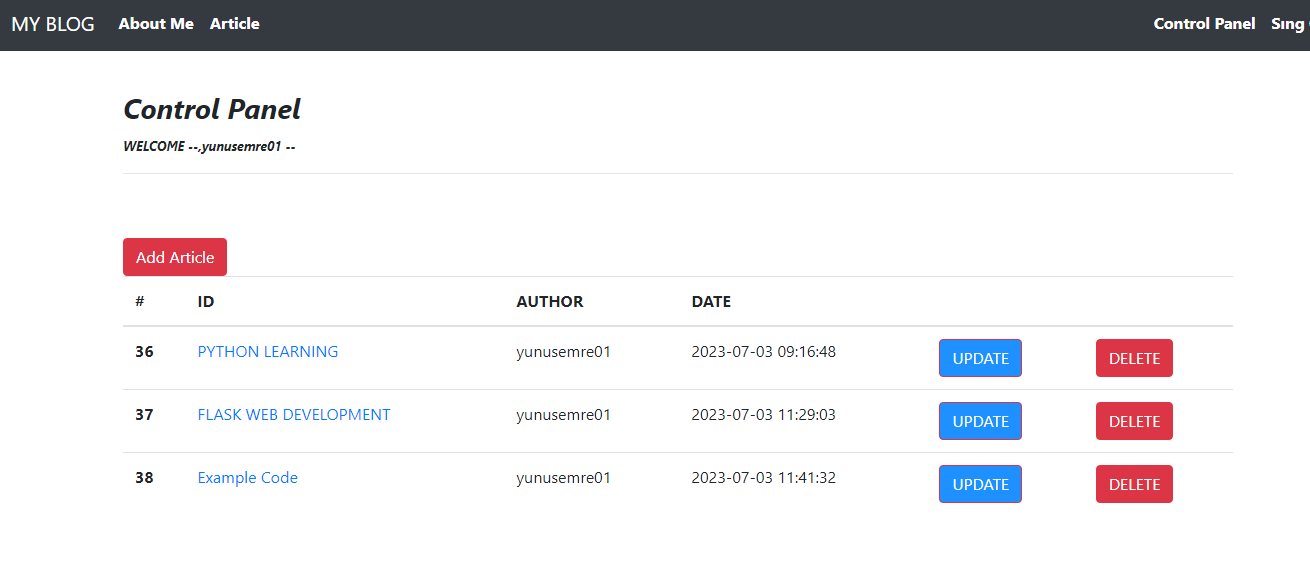 MY BLOG About Me Article Control Panel Sıng
Control Panel
WELCOME --,yunusemre01 --
Add Article
# ID AUTHOR DATE
36 PYTHON LEARNING yunusemre01 2023-07-03 09:16:48 UPDATE DELETE
37 FLASK WEB DEVELOPMENT yunusemre01 2023-07-03 11:29:03 UPDATE DELETE
38 Example Code yunusemre01 2023-07-03 11:41:32 UPDATE DELETE